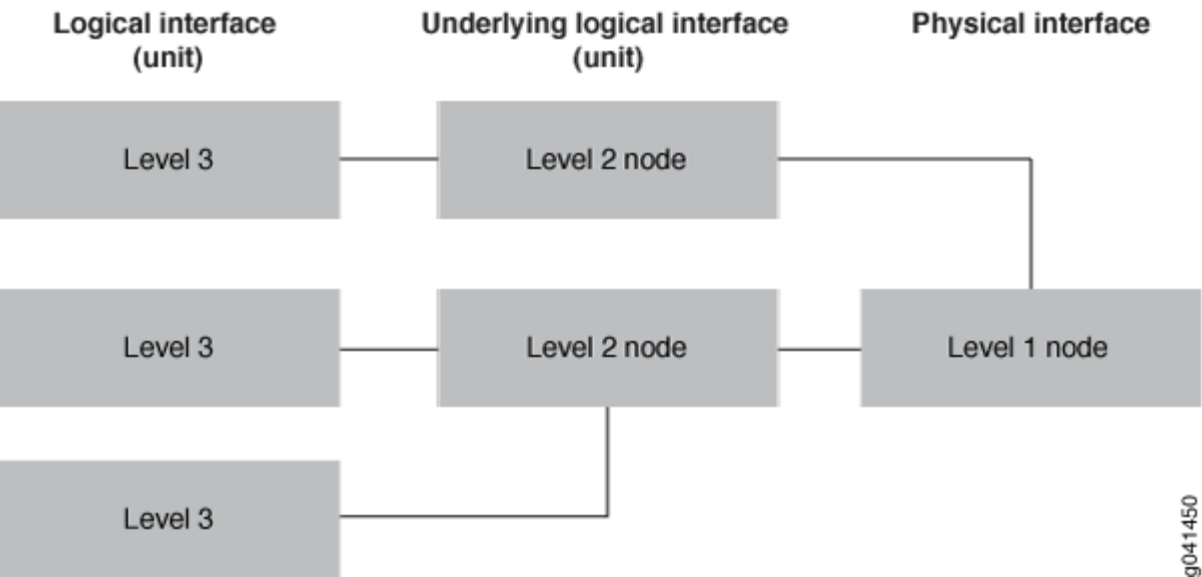 Logical interface
(unit)
Underlying logical interface
(unit)
Physical interface
Level 3
Level 2 node
Level 3
Level 2 node
Level 1 node
Level 3
g041450